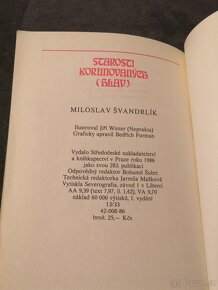 STAROSTI
KORUNOVANÝCH
(HLAV)
MILOSLAV ŠVANDRLÍK
Ilustroval Jiří Winter (Neprakta)
Graficky upravil Bedřich Forman
Vydalo Středočeské nakladatelství
a knihkupectví v Praze roku 1986
jako svou 283. publikaci
Odpovědný redaktor Bohumil Šubrt
Technická redaktorka Jarmila Malková
Vytiskla Severografia, závod 1 v Liberci
AA 9,39 (text 7,97, il. 1,42), VA 9,70
náklad 60 000 výtisků, 1. vydání
13/33
42-008-86
brož. 25,— Kčs